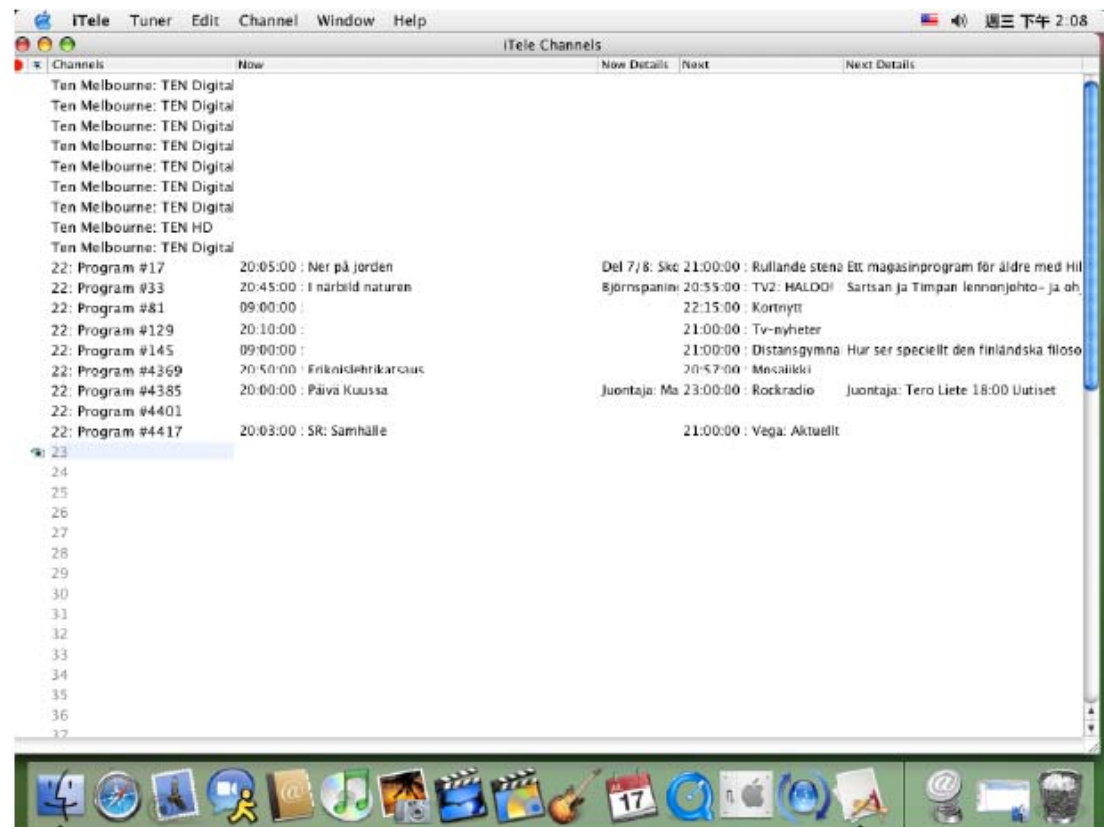 iTele Tuner Edit Channel Window Help 週三 下午 2:08
iTele Channels
Channels Now Now Details Next Next Details
Ten Melbourne: TEN Digital
Ten Melbourne: TEN Digital
Ten Melbourne: TEN Digital
Ten Melbourne: TEN Digital
Ten Melbourne: TEN Digital
Ten Melbourne: TEN Digital
Ten Melbourne: TEN Digital
Ten Melbourne: TEN HD
Ten Melbourne: TEN Digital
22: Program #17 20:05:00 : Ner på jorden Del 7/8: Sko 21:00:00 : Rullande stena Ett magasinprogram för äldre med Hil
22: Program #33 20:45:00 : I närbild naturen Björnspanin 20:55:00 : TV2: HALOO! Sartsan ja Timpan lennonjohto- ja oh
22: Program #81 09:00:00 : 22:15:00 : Kortnytt
22: Program #129 20:10:00 : 21:00:00 : Tv-nyheter
22: Program #145 09:00:00 : 21:00:00 : Distansgymna Hur ser speciellt den finländska filoso
22: Program #4369 20:50:00 : Erikoislehtikatsaus 20:57:00 : Mosaiikki
22: Program #4385 20:00:00 : Päivä Kuussa Juontaja: Ma 23:00:00 : Rockradio Juontaja: Tero Liete 18:00 Uutiset
22: Program #4401
22: Program #4417 20:03:00 : SR: Samhälle 21:00:00 : Vega: Aktuellt
23
24
25
26
27
28
29
30
31
32
33
34
35
36
37
JUL
17